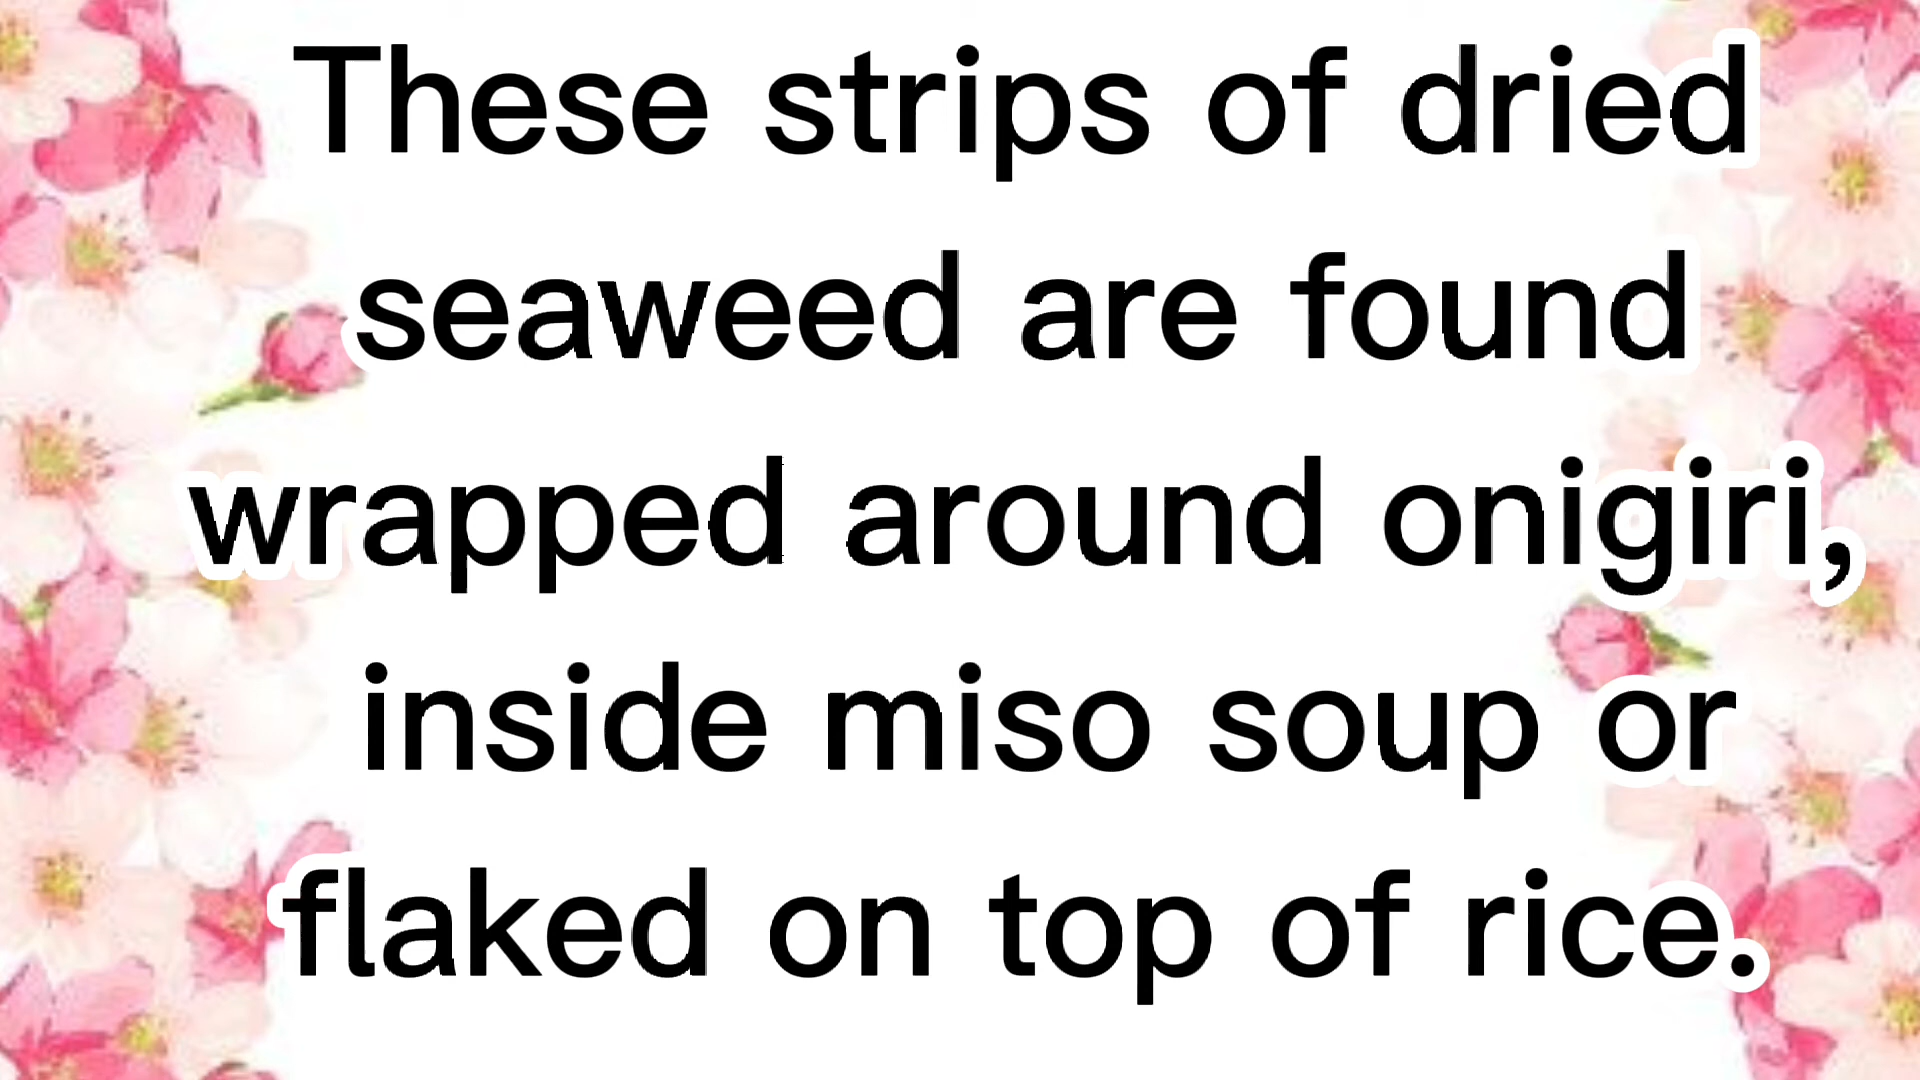 These strips of dried
seaweed are found
wrapped around onigiri,
inside miso soup or
flaked on top of rice.